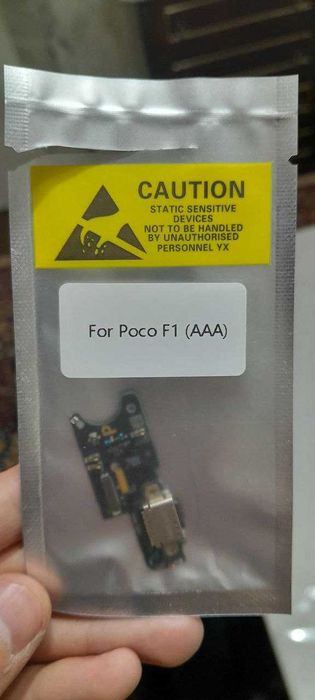 CAUTION
STATIC SENSITIVE
DEVICES
NOT TO BE HANDLED
BY UNAUTHORISED
PERSONNEL YX
For Poco F1 (AAA)